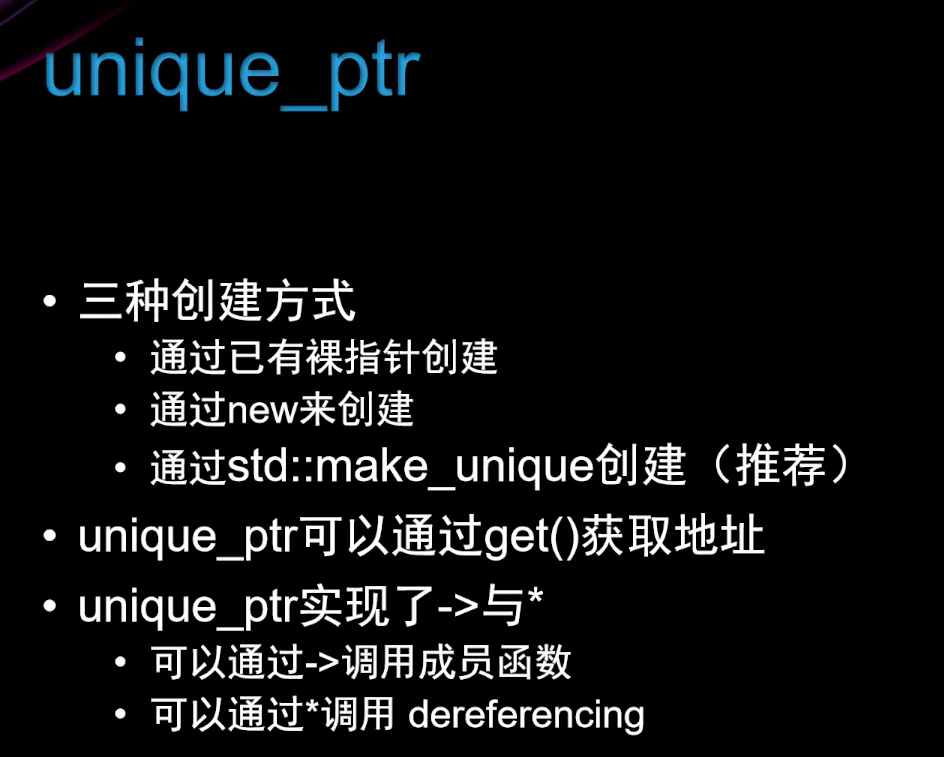 unique_ptr
• 三种创建方式
• 通过已有裸指针创建
• 通过new来创建
• 通过std::make_unique创建（推荐）
• unique_ptr可以通过get()获取地址
• unique_ptr实现了->与*
• 可以通过->调用成员函数
• 可以通过*调用 dereferencing